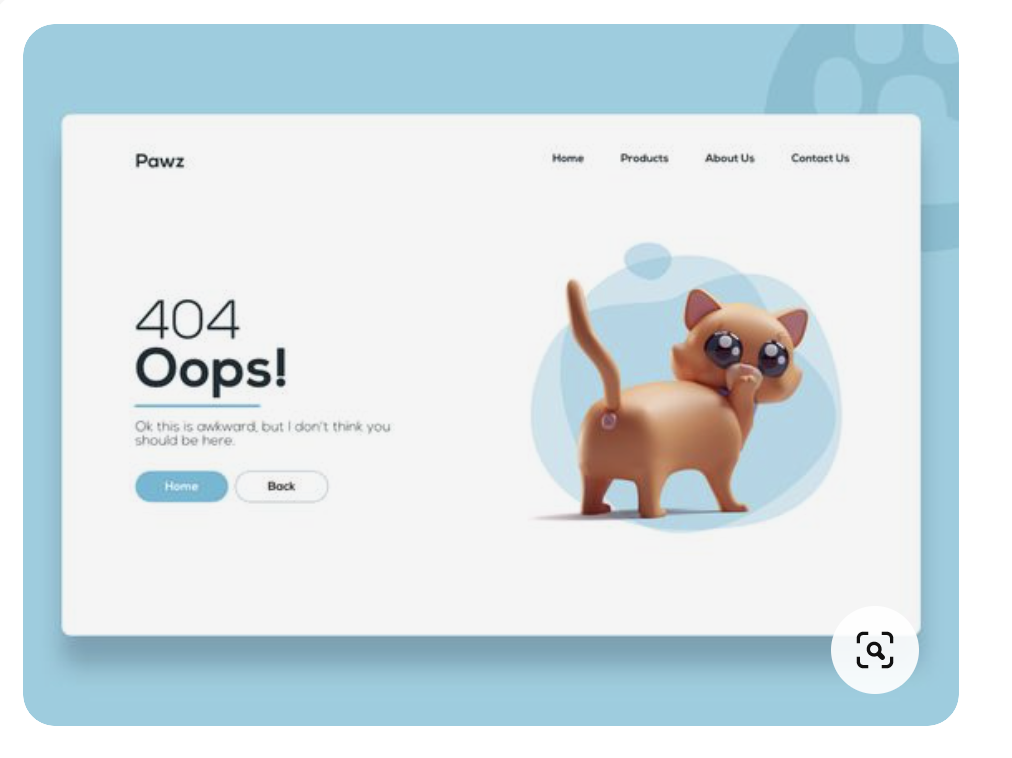 Pawz
Home Products About Us Contact Us
404
Oops!
Ok this is awkward, but I don't think you
should be here.
Home Back